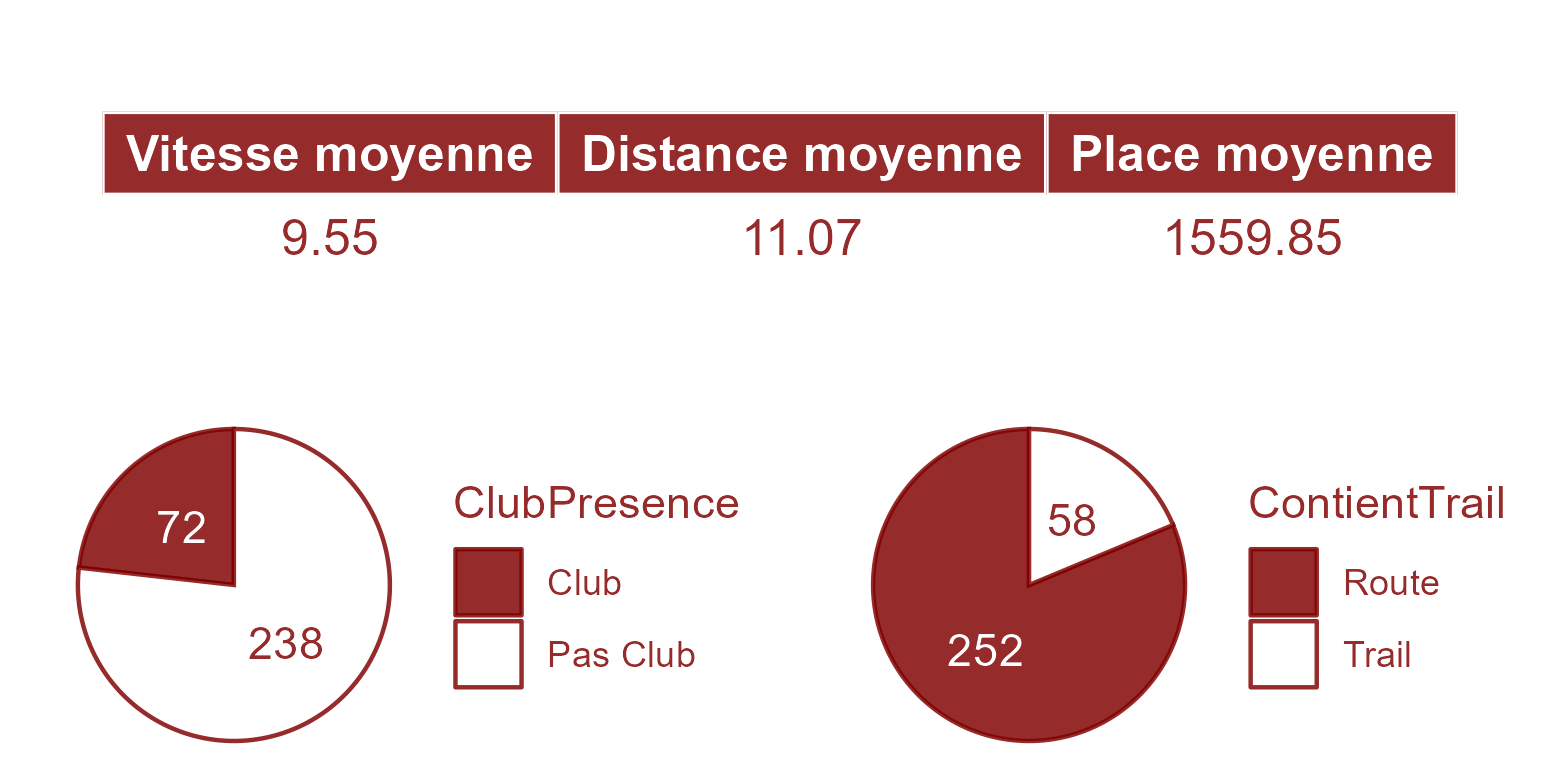 Vitesse moyenne Distance moyenne Place moyenne
9.55 11.07 1559.85
72
238
ClubPresence
Club
Pas Club
58
252
ContientTrail
Route
Trail